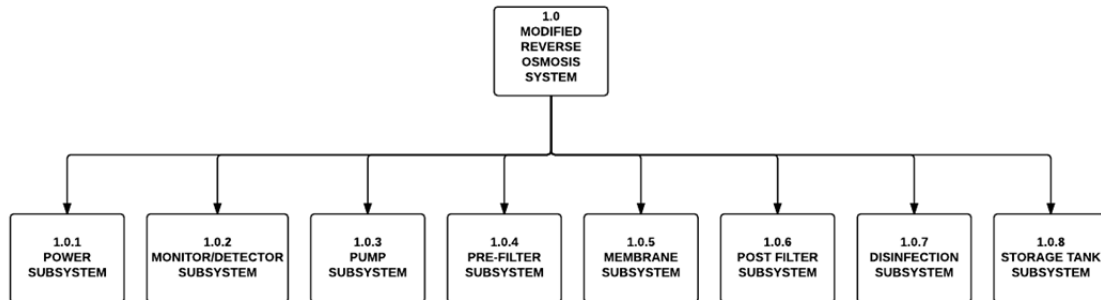 1.0
MODIFIED
REVERSE
OSMOSIS
SYSTEM
1.0.1
POWER
SUBSYSTEM
1.0.2
MONITOR/DETECTOR
SUBSYSTEM
1.0.3
PUMP
SUBSYSTEM
1.0.4
PRE-FILTER
SUBSYSTEM
1.0.5
MEMBRANE
SUBSYSTEM
1.0.6
POST FILTER
SUBSYSTEM
1.0.7
DISINFECTION
SUBSYSTEM
1.0.8
STORAGE TANK
SUBSYSTEM